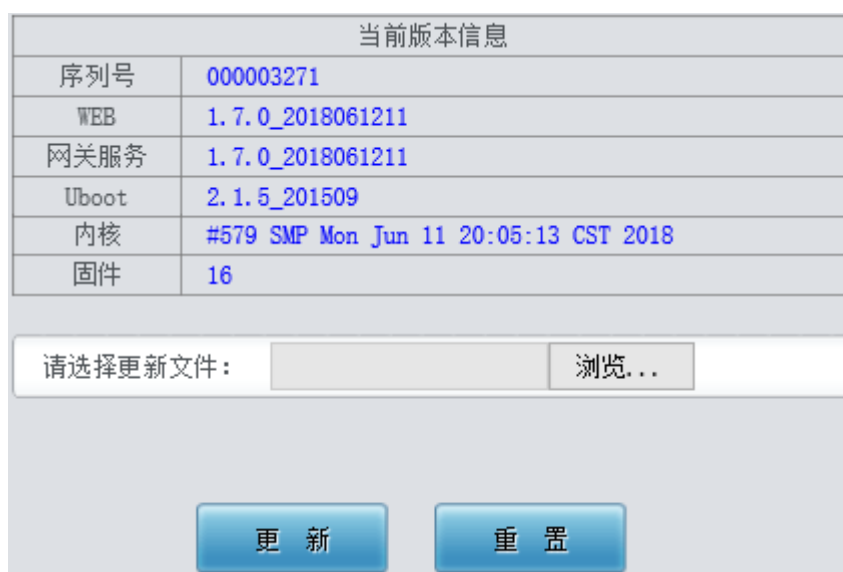 当前版本信息
序列号 000003271
WEB 1.7.0_2018061211
网关服务 1.7.0_2018061211
Uboot 2.1.5_201509
内核 #579 SMP Mon Jun 11 20:05:13 CST 2018
固件 16
请选择更新文件: 浏览...
更 新 重 置